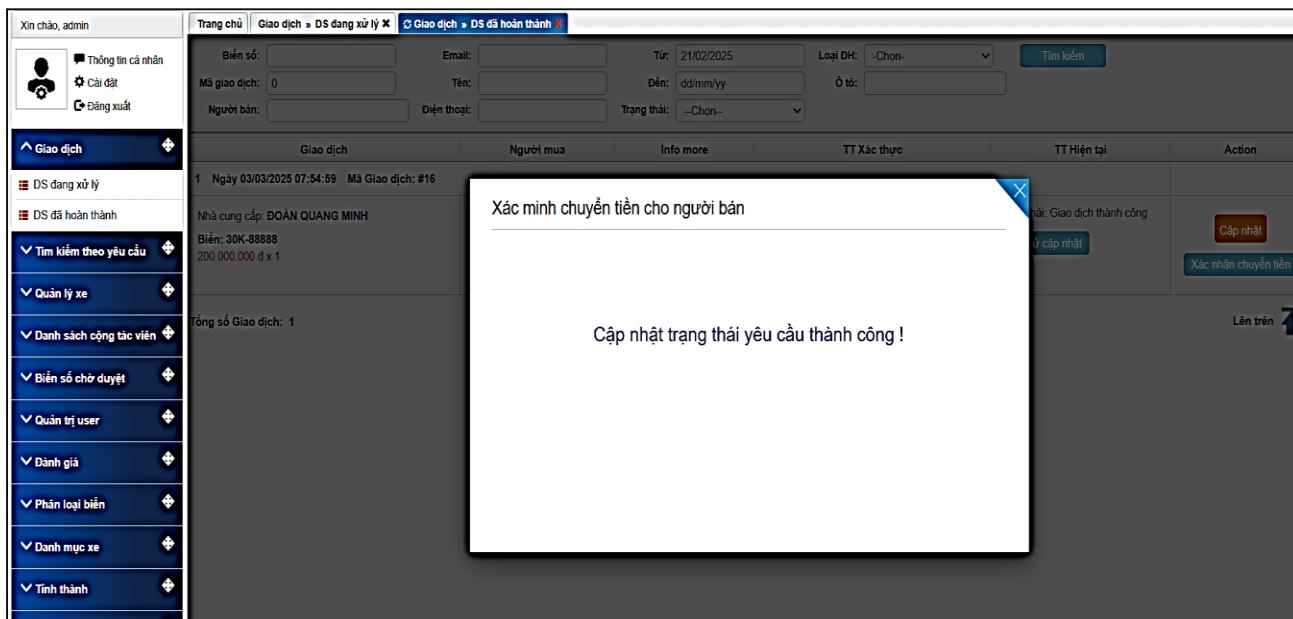 Xin chào, admin
Thông tin cá nhân
Cài đặt
Đăng xuất
Giao dịch
DS đang xử lý
DS đã hoàn thành
Tìm kiếm theo yêu cầu
Quản lý xe
Danh sách cộng tác viên
Biển số chờ duyệt
Quản trị user
Đánh giá
Phân loại biển
Danh mục xe
Tỉnh thành
Trang chủ Giao dịch » DS đang xử lý Giao dịch » DS đã hoàn thành
Biển số: Email: Từ: 21/02/2025 Loại DH: -Chọn- Tìm kiếm
Mã giao dịch: 0 Tên: Đến: dd/mm/yy Ô tô:
Người bán: Điện thoại: Trạng thái: --Chọn--
Giao dịch Người mua Info more TT Xác thực TT Hiện tại Action
1 Ngày 03/03/2025 07:54:59 Mã Giao dịch: #16
Nhà cung cấp: ĐOÀN QUANG MINH
Biển: 30K-88888
200.000.000 đ x 1
Giao dịch thành công
cập nhật
Cập nhật
Xác nhận chuyển tiền
Tổng số Giao dịch: 1
Lên trên
Xác minh chuyển tiền cho người bán
Cập nhật trạng thái yêu cầu thành công !